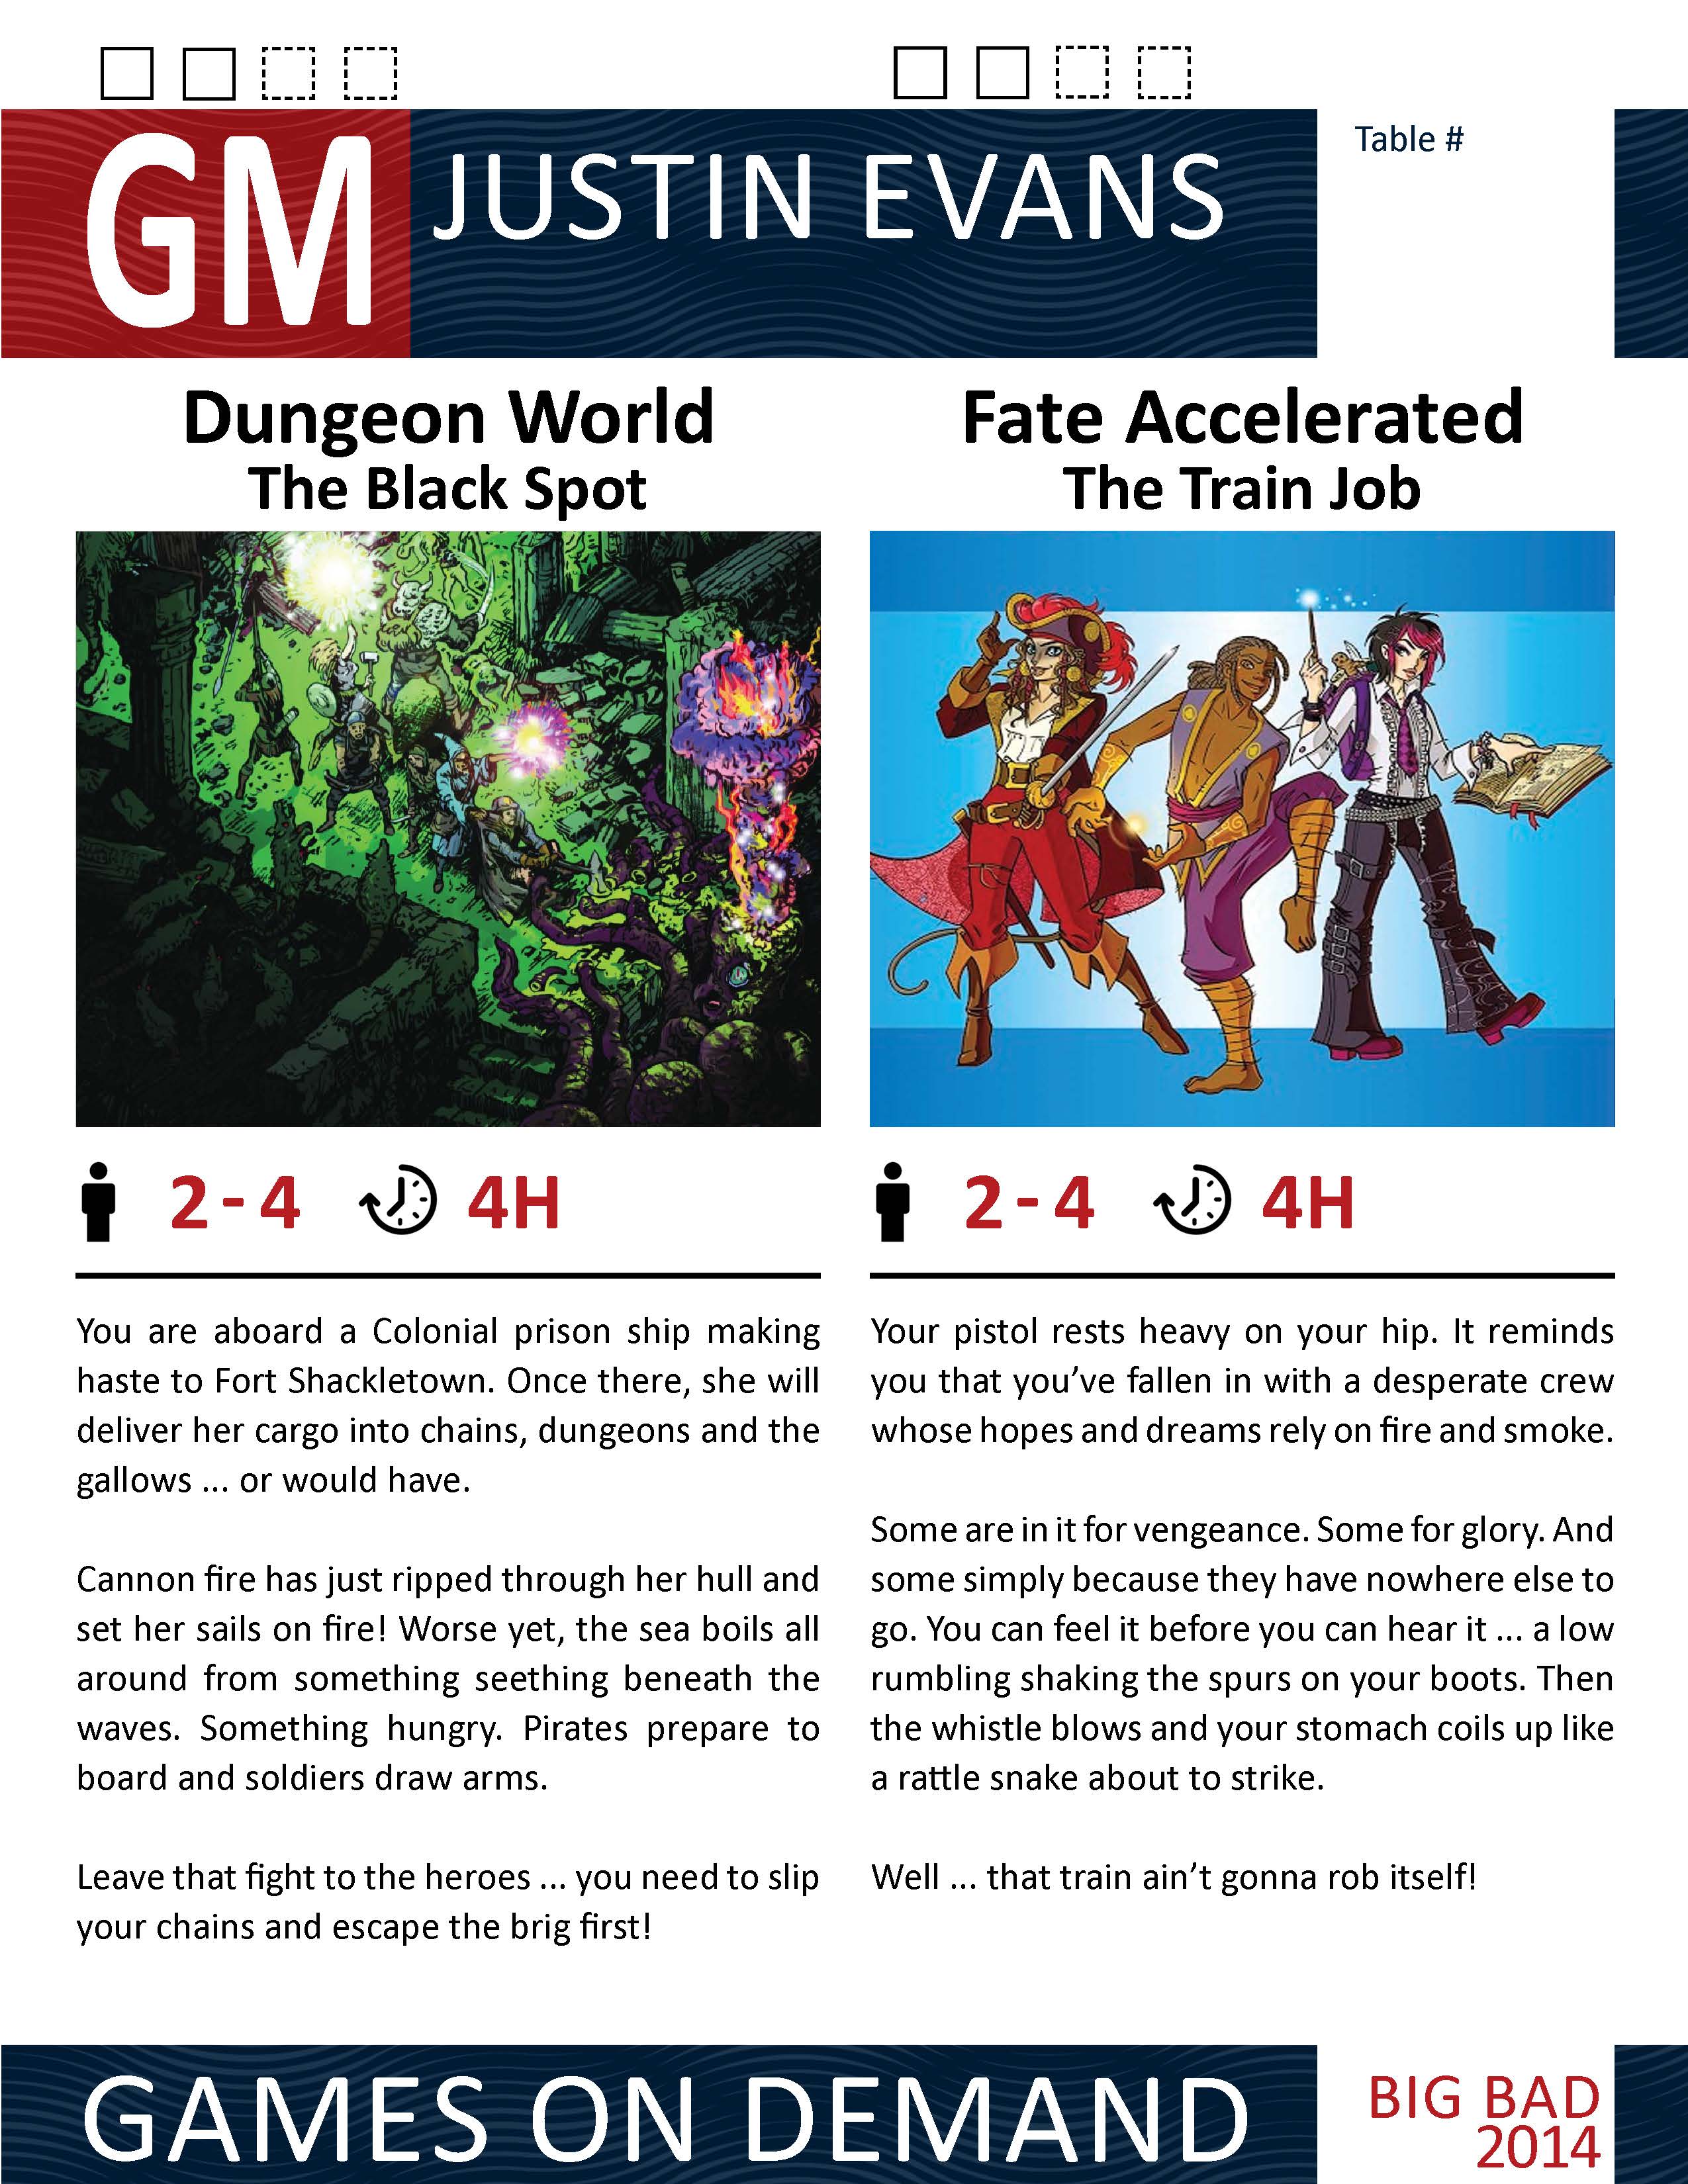 GM
JUSTIN EVANS
Table #
Dungeon World
The Black Spot
2 - 4
4H
You are aboard a Colonial prison ship making
haste to Fort Shackletown. Once there, she will
deliver her cargo into chains, dungeons and the
gallows ... or would have.
Cannon fire has just ripped through her hull and
set her sails on fire! Worse yet, the sea boils all
around from something seething beneath the
waves. Something hungry. Pirates prepare to
board and soldiers draw arms.
Leave that fight to the heroes ... you need to slip
your chains and escape the brig first!
Fate Accelerated
The Train Job
2 - 4
4H
Your pistol rests heavy on your hip. It reminds
you that you’ve fallen in with a desperate crew
whose hopes and dreams rely on fire and smoke.
Some are in it for vengeance. Some for glory. And
some simply because they have nowhere else to
go. You can feel it before you can hear it ... a low
rumbling shaking the spurs on your boots. Then
the whistle blows and your stomach coils up like
a rattle snake about to strike.
Well ... that train ain’t gonna rob itself!
GAMES ON DEMAND
BIG BAD
2014